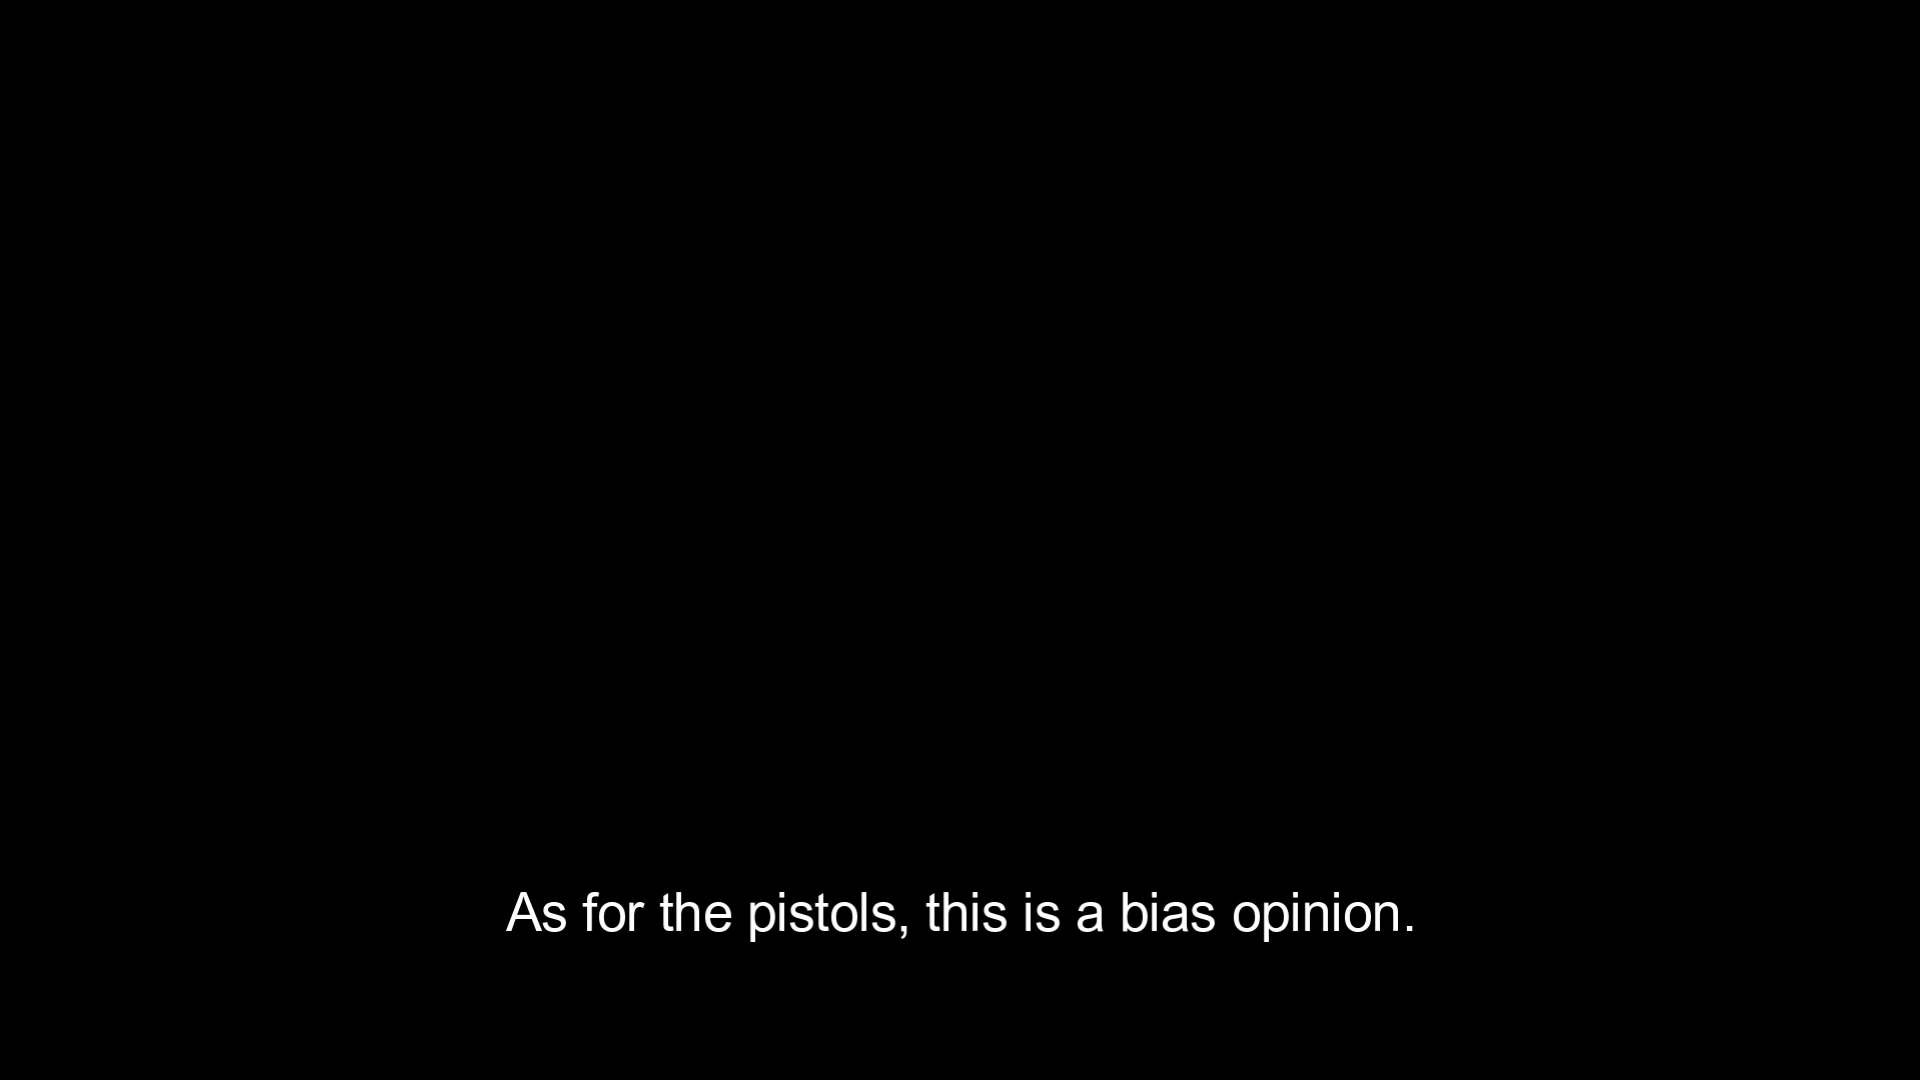 As for the pistols, this is a bias opinion.